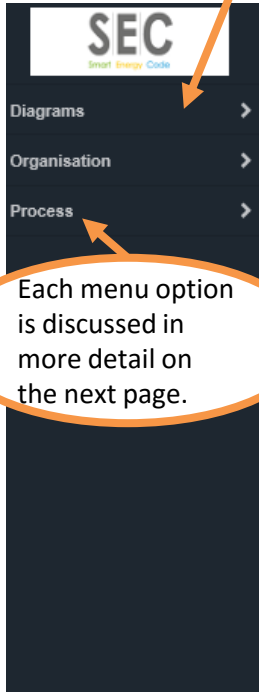 SEC
Smart Energy Code
Diagrams
Organisation
Process
Each menu option
is discussed in
more detail on
the next page.